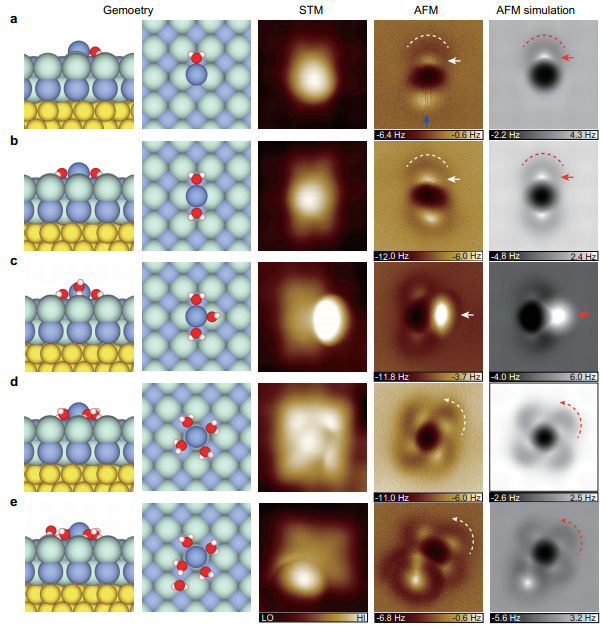 Gemoetry STM AFM AFM simulation
a
-6.4 Hz -0.6 Hz -2.2 Hz 4.3 Hz
b
-12.0 Hz -6.0 Hz -4.8 Hz 2.4 Hz
c
-11.8 Hz -3.7 Hz -4.0 Hz 6.0 Hz
d
-11.0 Hz -6.0 Hz -2.6 Hz 2.5 Hz
e
LO HI -6.8 Hz -0.6 Hz -5.6 Hz 3.2 Hz